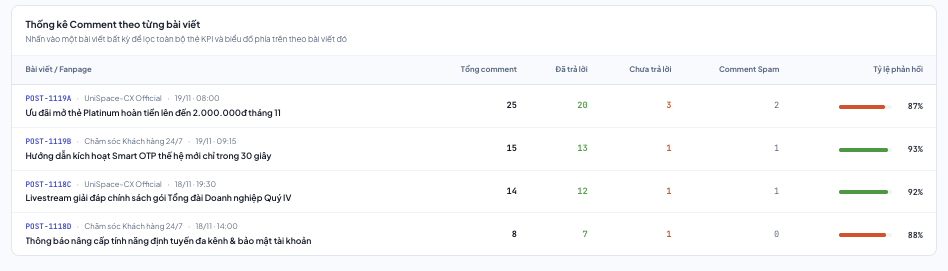 Thống kê Comment theo từng bài viết
Nhấn vào một bài viết bất kỳ để lọc toàn bộ thẻ KPI và biểu đồ phía trên theo bài viết đó
Bài viết / Fanpage Tổng comment Đã trả lời Chưa trả lời Comment Spam Tỷ lệ phản hồi
POST-1119A · UniSpace-CX Official · 19/11 · 08:00
Ưu đãi mở thẻ Platinum hoàn tiền lên đến 2.000.000đ tháng 11
25 20 3 2 87%
POST-1119B · Chăm sóc Khách hàng 24/7 · 19/11 · 09:15
Hướng dẫn kích hoạt Smart OTP thế hệ mới chỉ trong 30 giây
15 13 1 1 93%
POST-1118C · UniSpace-CX Official · 18/11 · 19:30
Livestream giải đáp chính sách gói Tổng đài Doanh nghiệp Quý IV
14 12 1 1 92%
POST-1118D · Chăm sóc Khách hàng 24/7 · 18/11 · 14:00
Thông báo nâng cấp tính năng định tuyến đa kênh & bảo mật tài khoản
8 7 1 0 88%